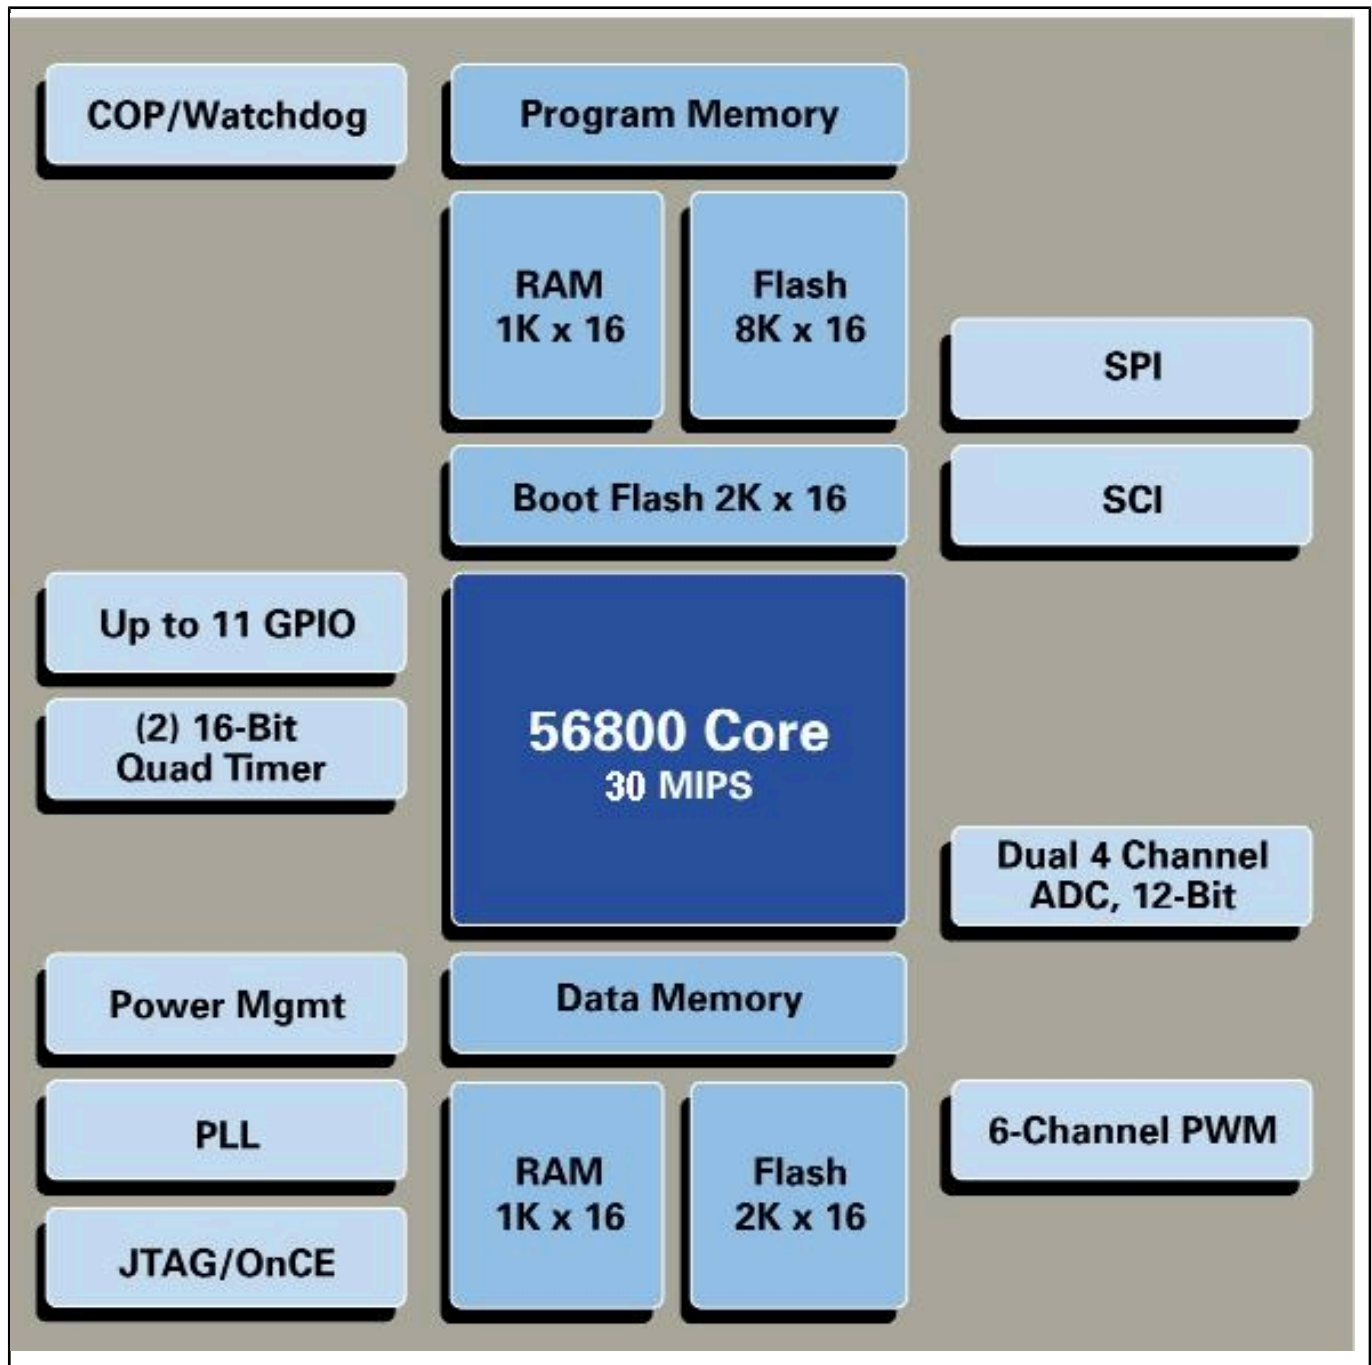 COP/Watchdog
Program Memory
RAM
1K x 16
Flash
8K x 16
SPI
Boot Flash 2K x 16
SCI
Up to 11 GPIO
(2) 16-Bit
Quad Timer
56800 Core
30 MIPS
Dual 4 Channel
ADC, 12-Bit
Power Mgmt
Data Memory
PLL
RAM
1K x 16
Flash
2K x 16
6-Channel PWM
JTAG/OnCE